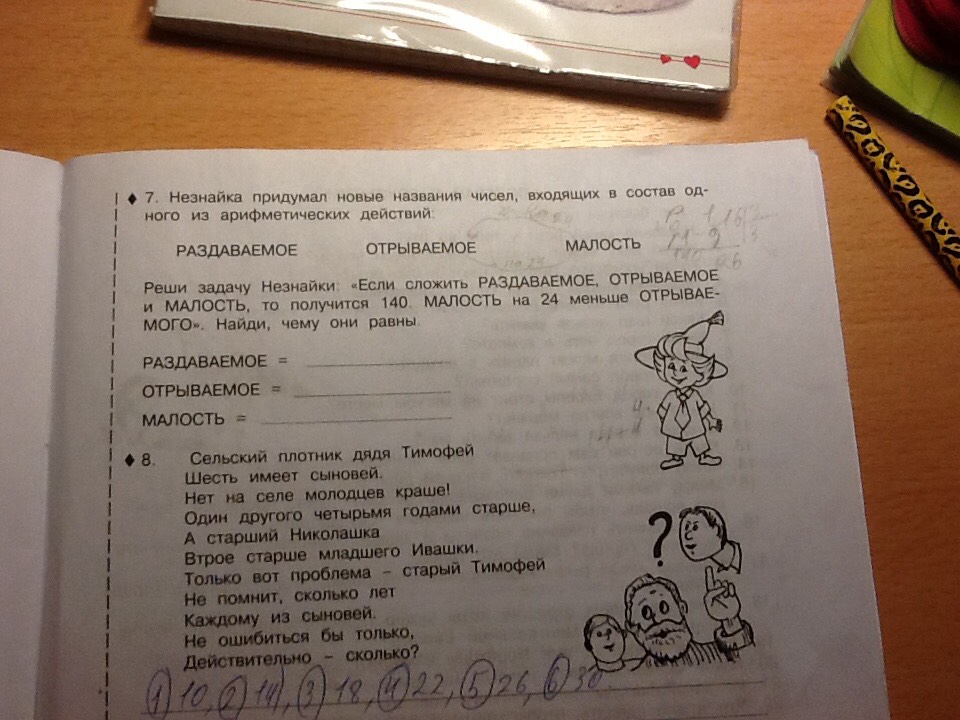 ♦ 7. Незнайка придумал новые названия чисел, входящих в состав од-
ного из арифметических действий:
РАЗДАВАЕМОЕ ОТРЫВАЕМОЕ МАЛОСТЬ
Реши задачу Незнайки: «Если сложить РАЗДАВАЕМОЕ, ОТРЫВАЕМОЕ
и МАЛОСТЬ, то получится 140. МАЛОСТЬ на 24 меньше ОТРЫВАЕ-
МОГО». Найди, чему они равны.
РАЗДАВАЕМОЕ =
ОТРЫВАЕМОЕ =
МАЛОСТЬ =
♦ 8. Сельский плотник дядя Тимофей
Шесть имеет сыновей.
Нет на селе молодцев краше!
Один другого четырьмя годами старше,
А старший Николашка
Втрое старше младшего Ивашки.
Только вот проблема – старый Тимофей
Не помнит, сколько лет
Каждому из сыновей.
Не ошибиться бы только,
Действительно – сколько?
?
1) 10, 2) 14, 3) 18, 4) 22, 5) 26, 6) 30